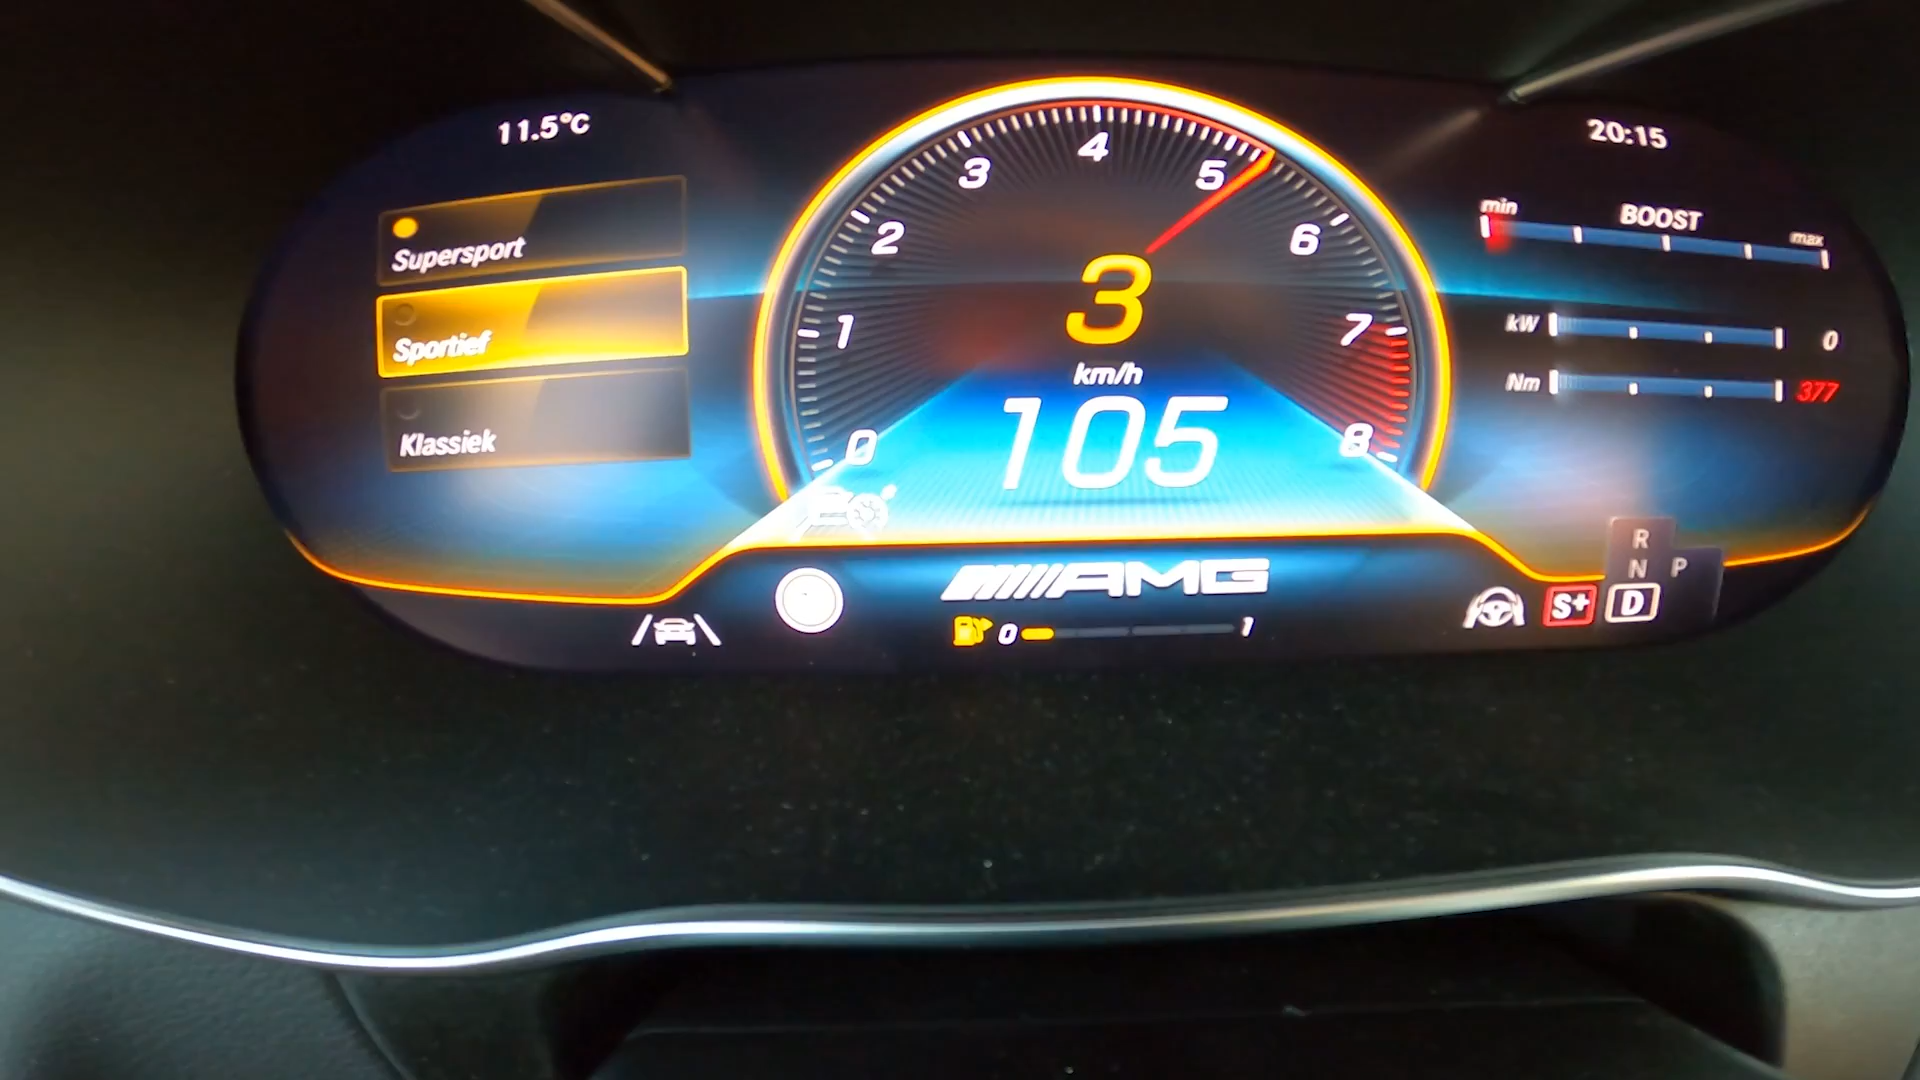 11.5°C
20:15
Supersport
Sportief
Klassiek
0
1
2
3
4
5
6
7
8
3
km/h
105
min
BOOST
max
kW
0
Nm
377
R
N P
D
S+
AMG
0
1